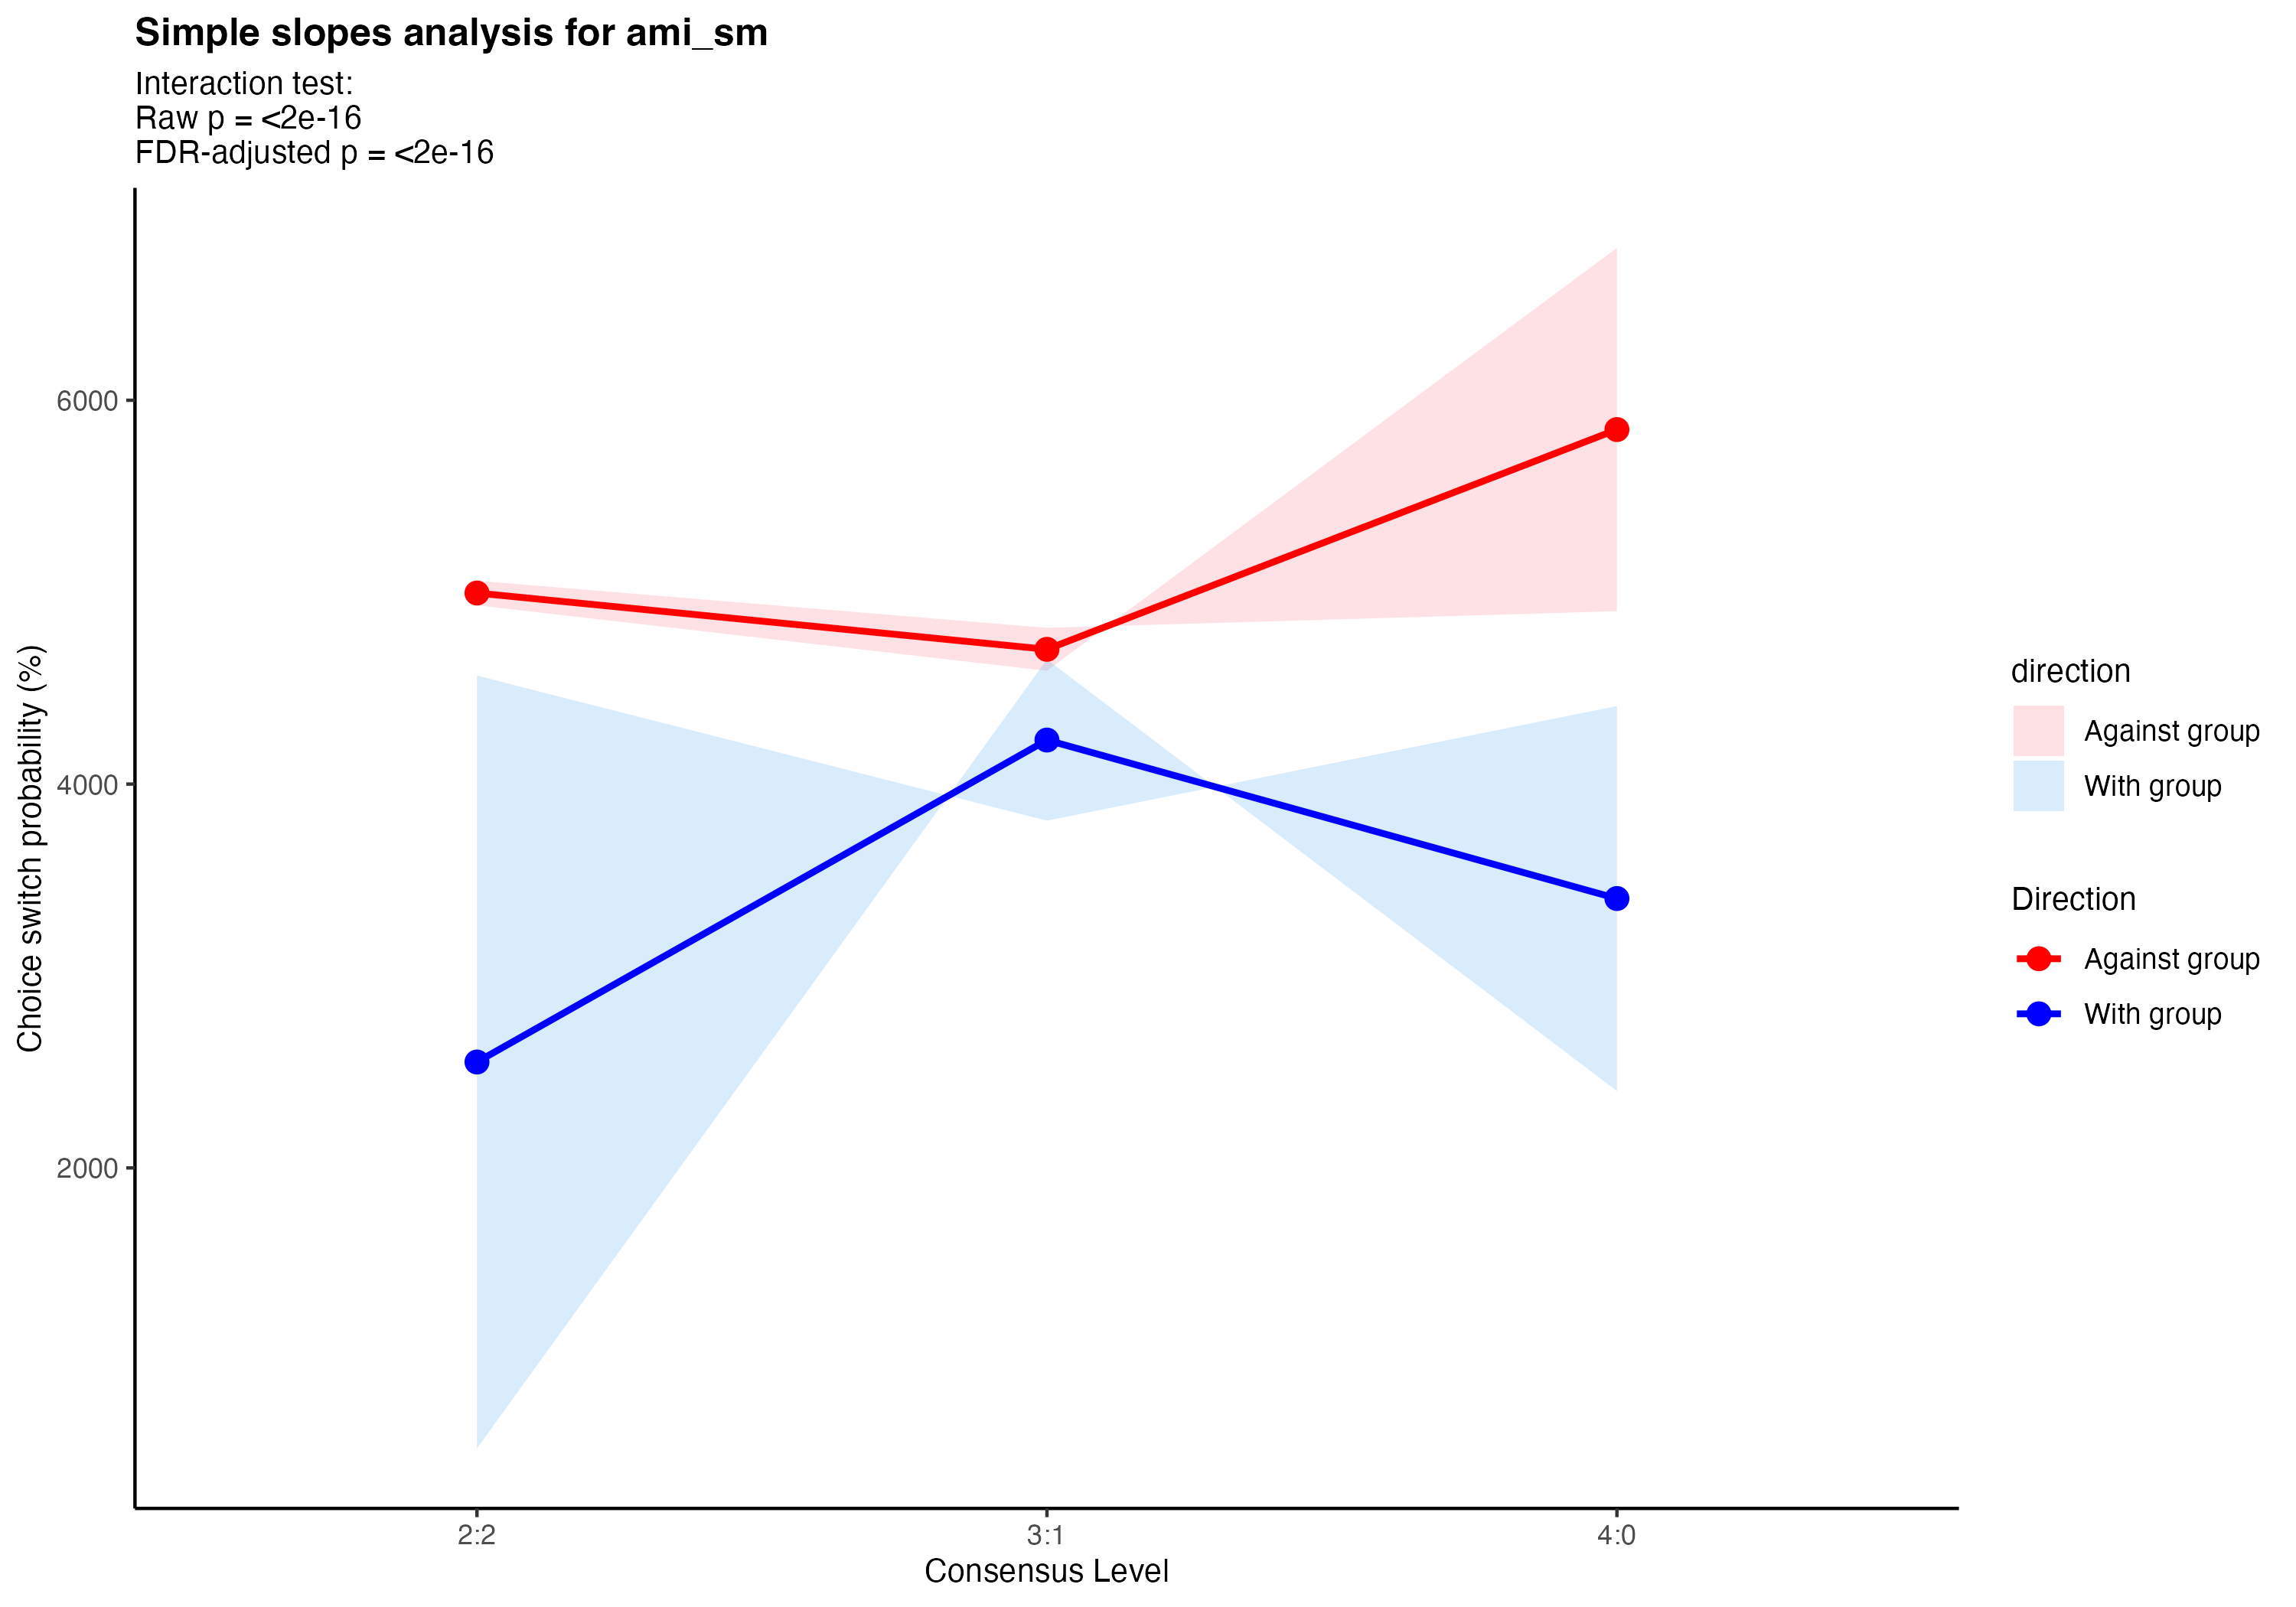 Simple slopes analysis for ami_sm
Interaction test:
Raw p = <2e-16
FDR-adjusted p = <2e-16
Choice switch probability (%)
6000
4000
2000
2:2
3:1
4:0
Consensus Level
direction
Against group
With group
Direction
Against group
With group